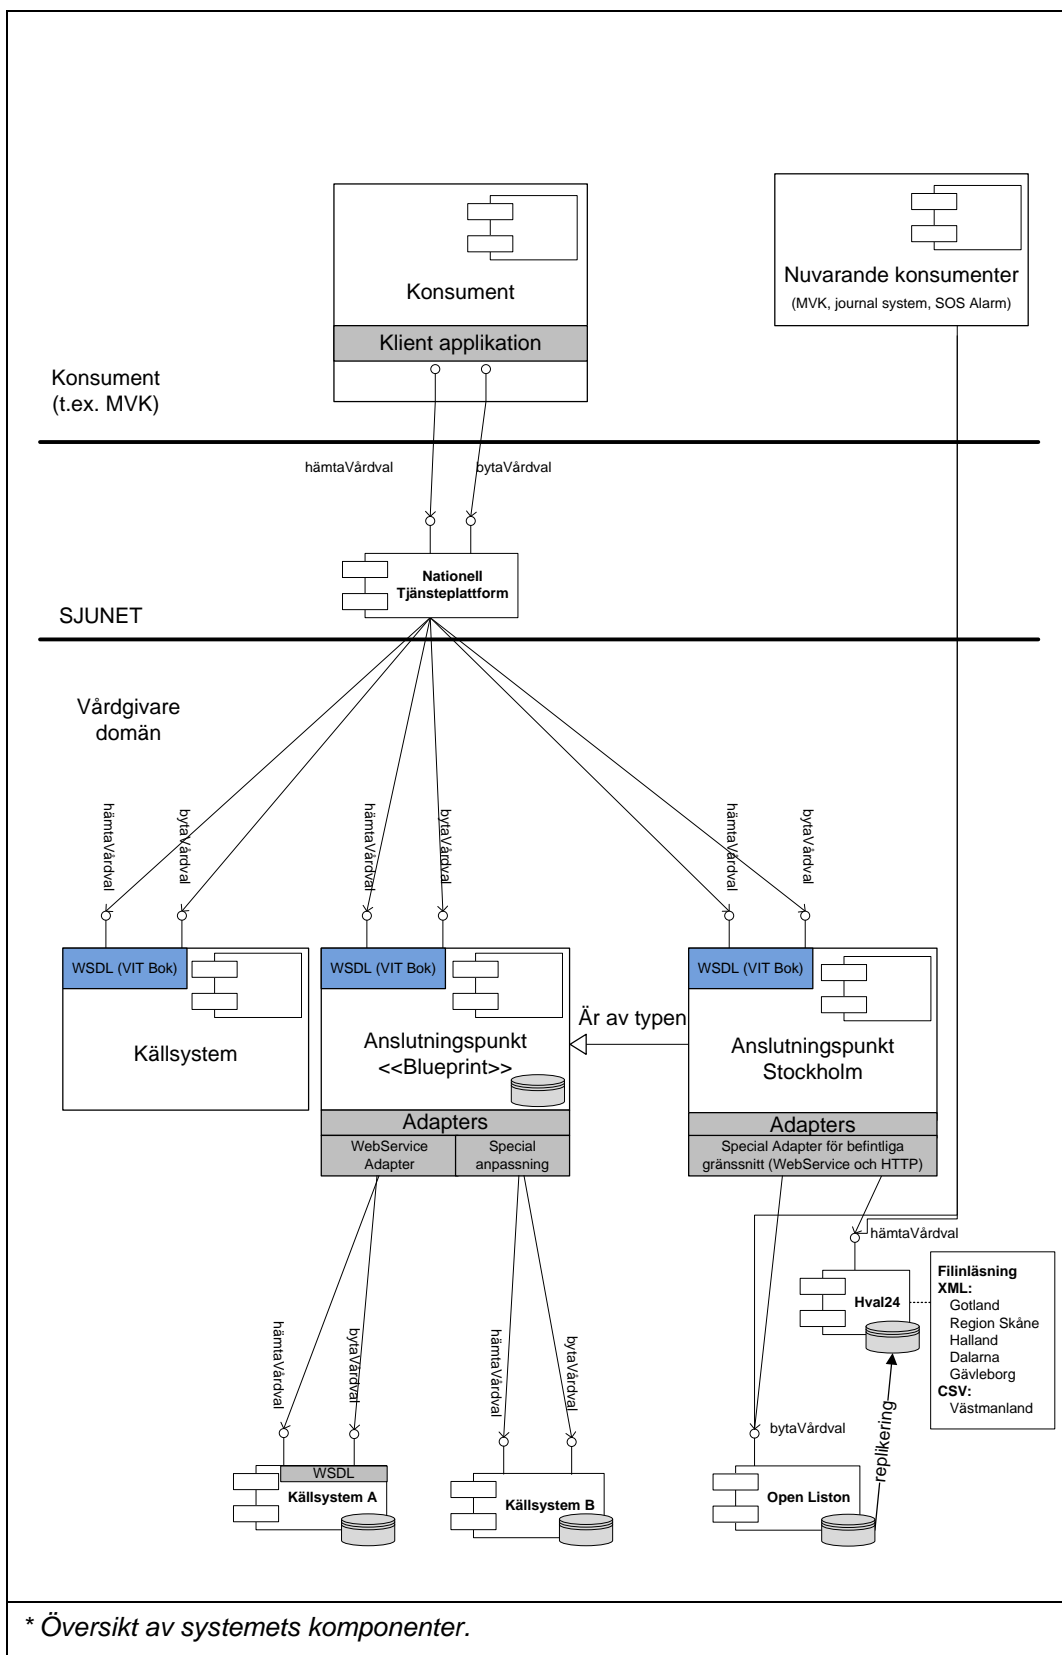 Konsument
Klient applikation
Nuvarande konsumenter
(MVK, journal system, SOS Alarm)
Konsument
(t.ex. MVK)
hämtaVårdval
bytaVårdval
Nationell
Tjänsteplattform
SJUNET
Vårdgivare
domän
hämtaVårdval
bytaVårdval
hämtaVårdval
bytaVårdval
hämtaVårdval
bytaVårdval
WSDL (VIT Bok)
Källsystem
WSDL (VIT Bok)
Anslutningspunkt
<<Blueprint>>
Adapters
WebService
Adapter
Special
anpassning
Är av typen
WSDL (VIT Bok)
Anslutningspunkt
Stockholm
Adapters
Special Adapter för befintliga
gränssnitt (WebService och HTTP)
hämtaVårdval
Hval24
Filinläsning
XML:
Gotland
Region Skåne
Halland
Dalarna
Gävleborg
CSV:
Västmanland
hämtaVårdval
bytaVårdval
hämtaVårdval
bytaVårdval
bytaVårdval
replikering
WSDL
Källsystem A
Källsystem B
Open Liston
* Översikt av systemets komponenter.